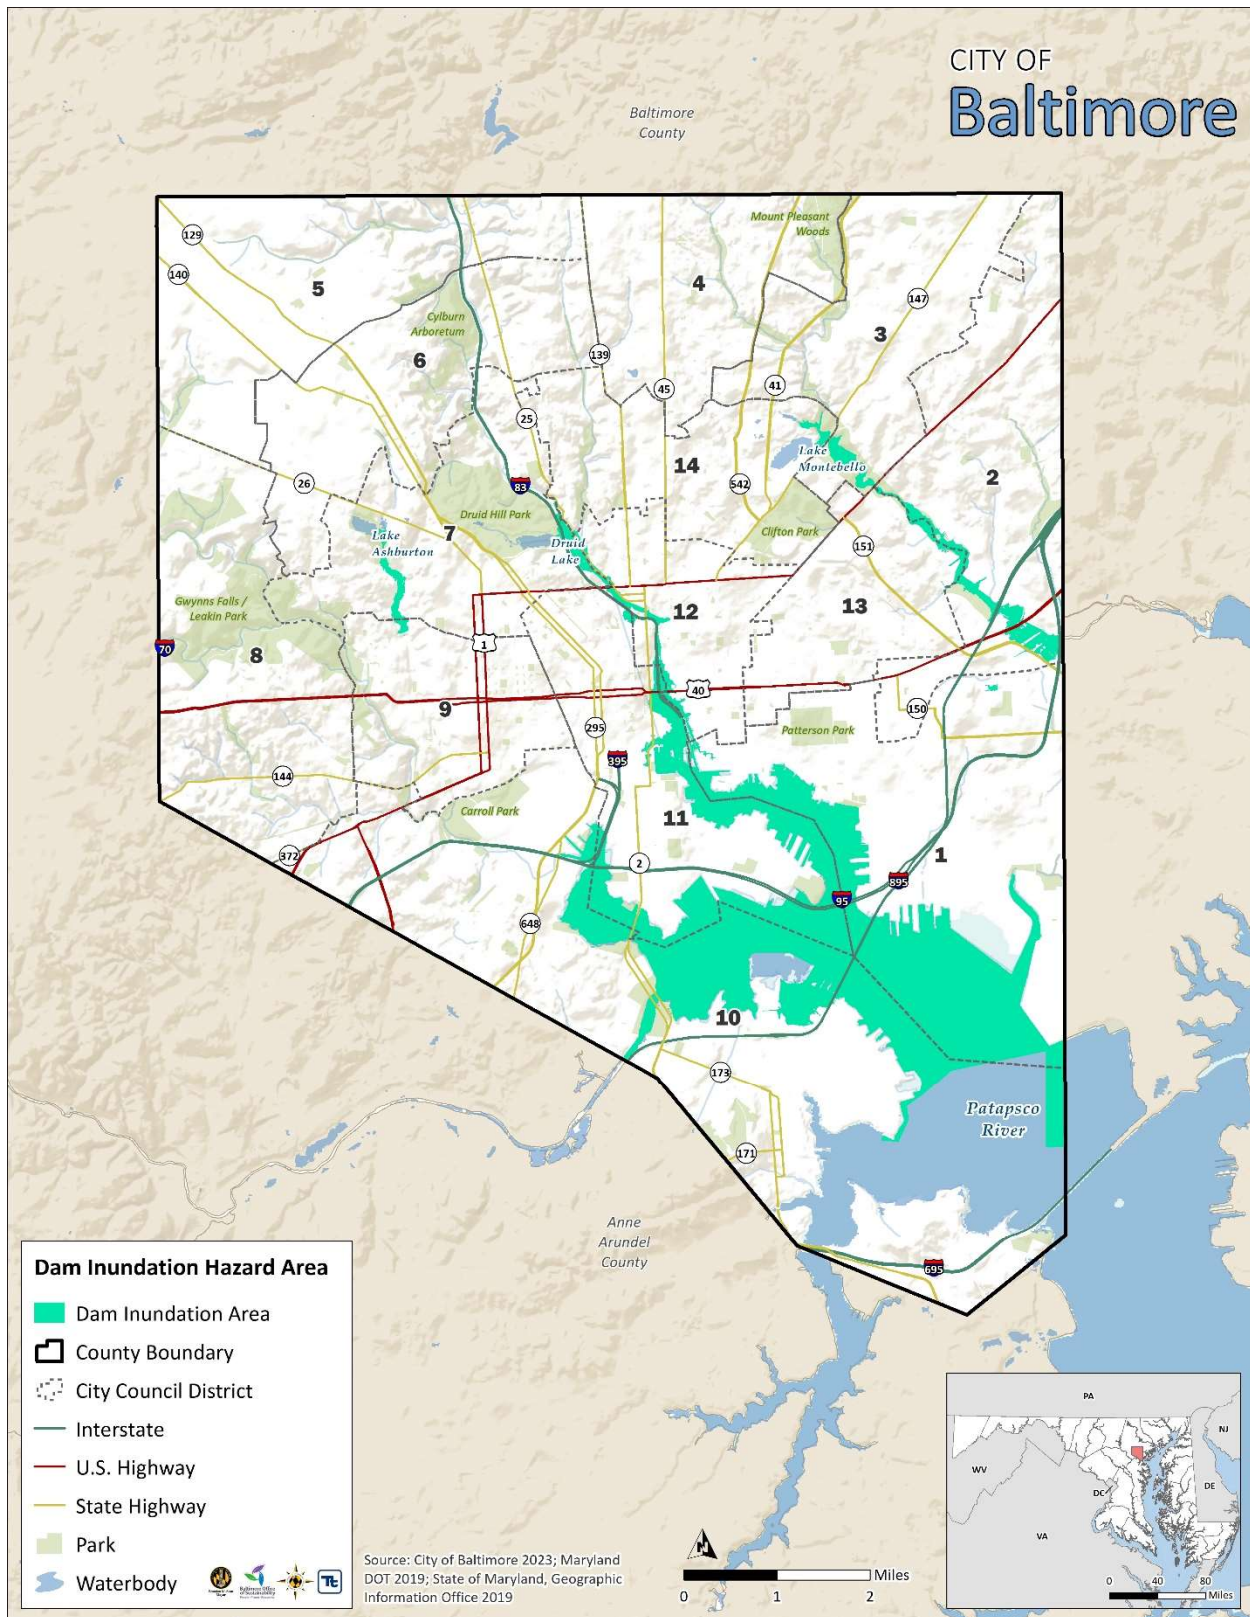 CITY OF
Baltimore
Baltimore
County
Mount Pleasant
Woods
129
140
5
4
147
3
Cylburn
Arboretum
6
139
45
41
25
Lake
Montebello
14
2
26
83
542
Druid Hill Park
7
Clifton Park
Lake
Ashburton
Druid
Lake
151
Gwynns Falls /
Leakin Park
12
13
70
8
1
40
9
150
295
Patterson Park
395
144
Carroll Park
11
372
2
1
895
95
648
10
173
Patapsco
River
171
Anne
Arundel
County
695
Dam Inundation Hazard Area
Dam Inundation Area
County Boundary
City Council District
Interstate
U.S. Highway
State Highway
Park
Waterbody
Tt
Source: City of Baltimore 2023; Maryland
DOT 2019; State of Maryland, Geographic
Information Office 2019
N
Miles
0 1 2
PA
NJ
WV
DC
DE
VA
0 40 80
Miles